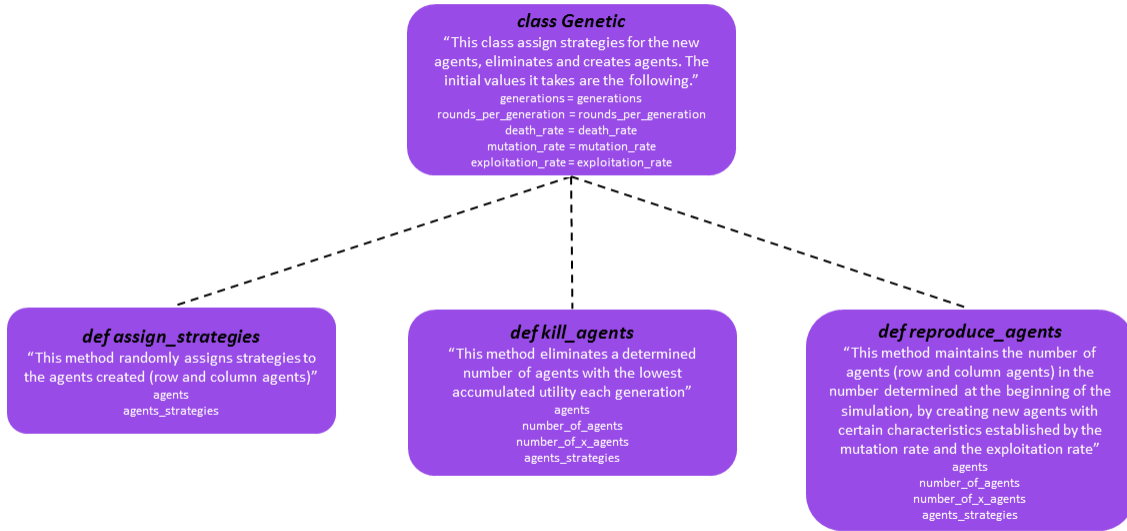 class Genetic
“This class assign strategies for the new
agents, eliminates and creates agents. The
initial values it takes are the following.”
generations = generations
rounds_per_generation = rounds_per_generation
death_rate = death_rate
mutation_rate = mutation_rate
exploitation_rate = exploitation_rate
def assign_strategies
“This method randomly assigns strategies to
the agents created (row and column agents)”
agents
agents_strategies
def kill_agents
“This method eliminates a determined
number of agents with the lowest
accumulated utility each generation”
agents
number_of_agents
number_of_x_agents
agents_strategies
def reproduce_agents
“This method maintains the number of
agents (row and column agents) in the
number determined at the beginning of the
simulation, by creating new agents with
certain characteristics established by the
mutation rate and the exploitation rate”
agents
number_of_agents
number_of_x_agents
agents_strategies